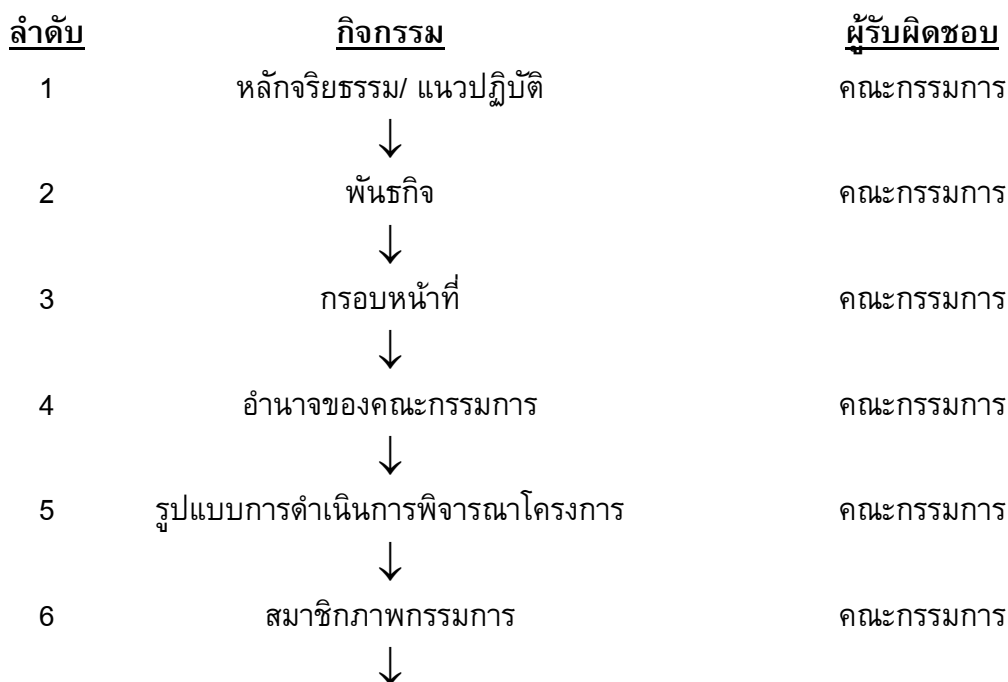 ลำดับ กิจกรรม ผู้รับผิดชอบ
1 หลักจริยธรรม/ แนวปฏิบัติ คณะกรรมการ
↓
2 พันธกิจ คณะกรรมการ
↓
3 กรอบหน้าที่ คณะกรรมการ
↓
4 อำนาจของคณะกรรมการ คณะกรรมการ
↓
5 รูปแบบการดำเนินการพิจารณาโครงการ คณะกรรมการ
↓
6 สมาชิกภาพกรรมการ คณะกรรมการ
↓